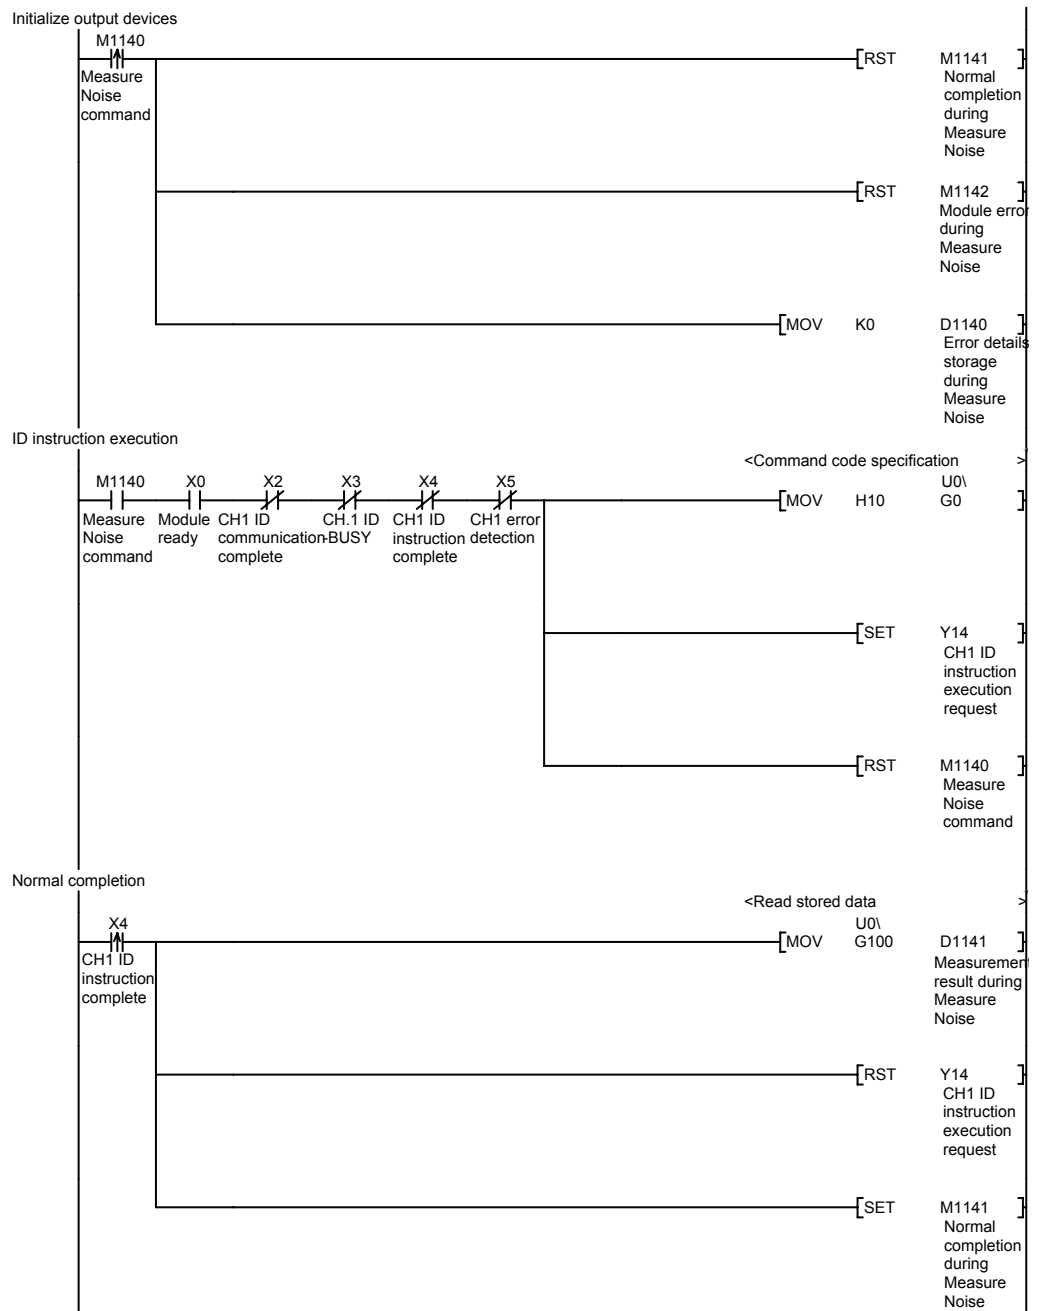 Initialize output devices
M1140
RST M1141
Measure
Noise
command
Normal
completion
during
Measure
Noise
RST M1142
Module error
during
Measure
Noise
MOV K0 D1140
Error details
storage
during
Measure
Noise
ID instruction execution
<Command code specification >
M1140 X0 X2 X3 X4 X5
MOV H10 U0\
G0
Measure
Noise
command
Module
ready
CH1 ID
communication
complete
CH.1 ID
-BUSY
CH1 ID
instruction
complete
CH1 error
detection
SET Y14
CH1 ID
instruction
execution
request
RST M1140
Measure
Noise
command
Normal completion
<Read stored data >
X4
MOV U0\
G100 D1141
CH1 ID
instruction
complete
Measurement
result during
Measure
Noise
RST Y14
CH1 ID
instruction
execution
request
SET M1141
Normal
completion
during
Measure
Noise